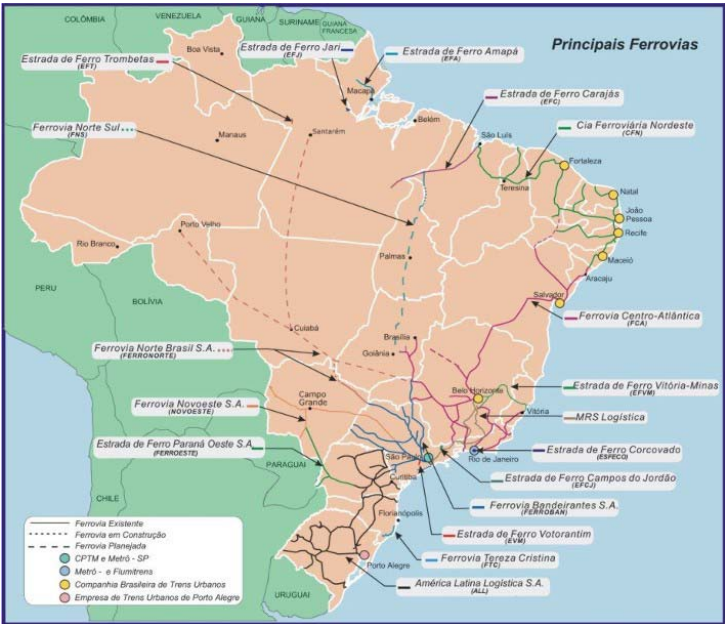 COLÔMBIA
VENEZUELA
GUIANA
SURINAME
GUIANA
FRANCESA
Principais Ferrovias
Boa Vista
Estrada de Ferro Jari
(EFJ)
Estrada de Ferro Amapá
(EFA)
Estrada de Ferro Trombetas
(EFT)
Macapá
Estrada de Ferro Carajás
(EFC)
Belém
Ferrovia Norte Sul
(FNS)
Manaus
Santarém
São Luís
Cia Ferroviária Nordeste
(CFN)
Fortaleza
Teresina
Natal
João
Pessoa
Recife
Porto Velho
Rio Branco
Palmas
Maceió
Aracaju
PERU
BOLÍVIA
Salvador
Ferrovia Centro-Atlântica
(FCA)
Cuiabá
Brasília
Goiânia
Ferrovia Norte Brasil S.A.
(FERRONORTE)
Belo Horizonte
Estrada de Ferro Vitória-Minas
(EFVM)
Ferrovia Novoeste S.A.
(NOVOESTE)
Campo
Grande
Vitória
MRS Logística
Estrada de Ferro Paraná Oeste S.A.
(FERROESTE)
São Paulo
Rio de Janeiro
Estrada de Ferro Corcovado
(ESFECO)
PARAGUAI
Curitiba
Estrada de Ferro Campos do Jordão
(EFCJ)
CHILE
Ferrovia Bandeirantes S.A.
(FERROBAN)
Florianópolis
Estrada de Ferro Votorantim
(EVM)
Ferrovia Tereza Cristina
(FTC)
Porto Alegre
América Latina Logística S.A.
(ALL)
URUGUAI
Ferrovia Existente
Ferrovia em Construção
Ferrovia Planejada
CPTM e Metrô - SP
Metrô - e Flumitrens
Companhia Brasileira de Trens Urbanos
Empresa de Trens Urbanos de Porto Alegre